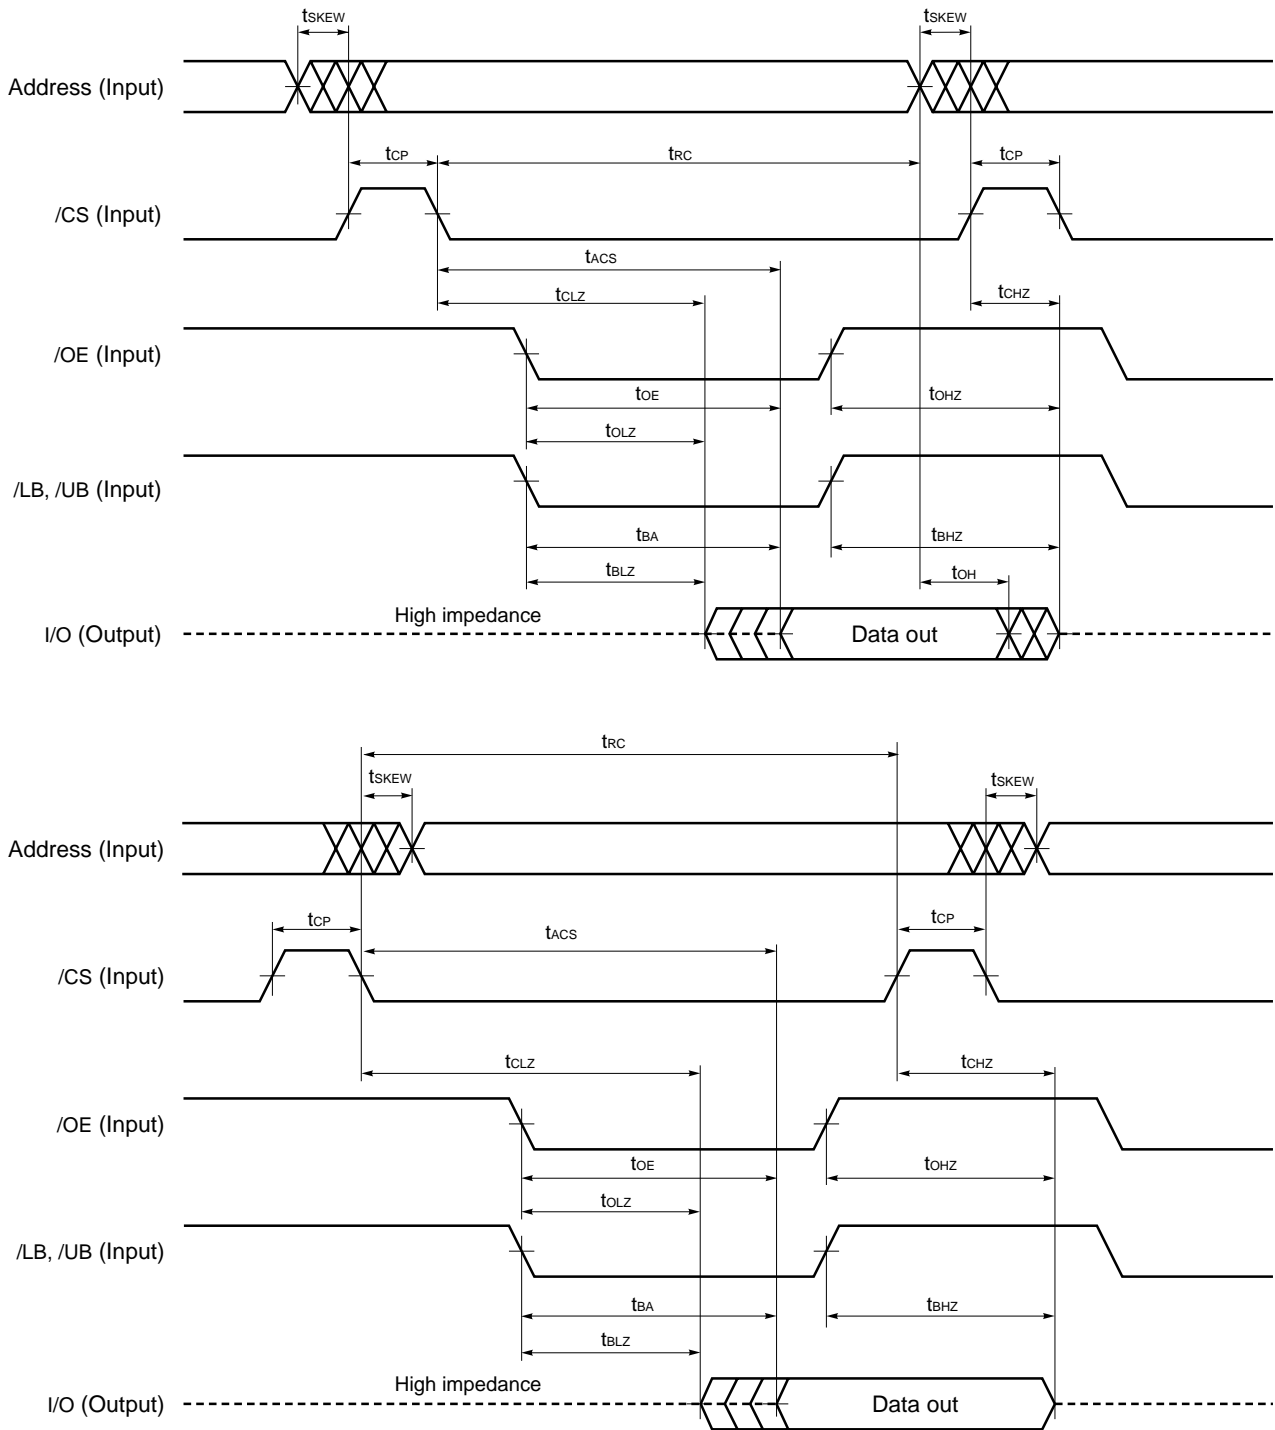 tSKEW tSKEW
Address (Input)
tCP tRC tCP
/CS (Input)
tACS
tCLZ tCHZ
/OE (Input)
tOE tOHZ
tOLZ
/LB, /UB (Input)
tBA tBHZ
tBLZ tOH
High impedance
I/O (Output) Data out
tRC
tSKEW tSKEW
Address (Input)
tCP tACS tCP
/CS (Input)
tCLZ tCHZ
/OE (Input)
tOE tOHZ
tOLZ
/LB, /UB (Input)
tBA tBHZ
tBLZ
High impedance
I/O (Output) Data out